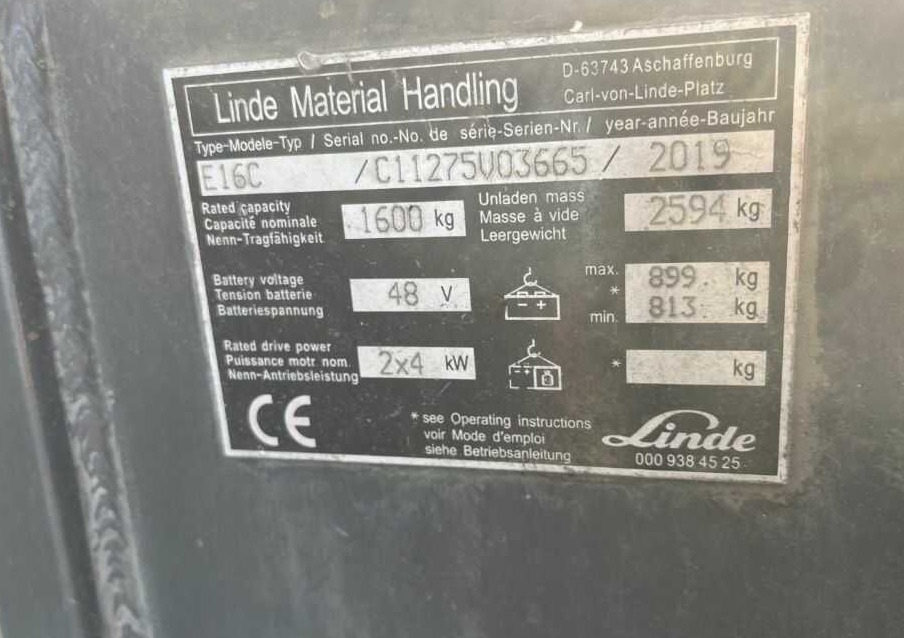 Linde Material Handling
D-63743 Aschaffenburg
Carl-von-Linde-Platz
Type-Modele-Typ / Serial no.-No. de série-Serien-Nr. / year-année-Baujahr
E16C /C11275V03665 / 2019
Rated capacity
Capacité nominale
Nenn-Tragfähigkeit
1600 kg
Unladen mass
Masse à vide
Leergewicht
2594 kg
Battery voltage
Tension batterie
Batteriespannung
48 V
- +
max. 899 kg
*
min. 813 kg
Rated drive power
Puissance motr. nom.
Nenn-Antriebsleistung
2x4 kW
- +
* kg
CE
* see Operating instructions
voir Mode d'emploi
siehe Betriebsanleitung
Linde
000 938 45 25